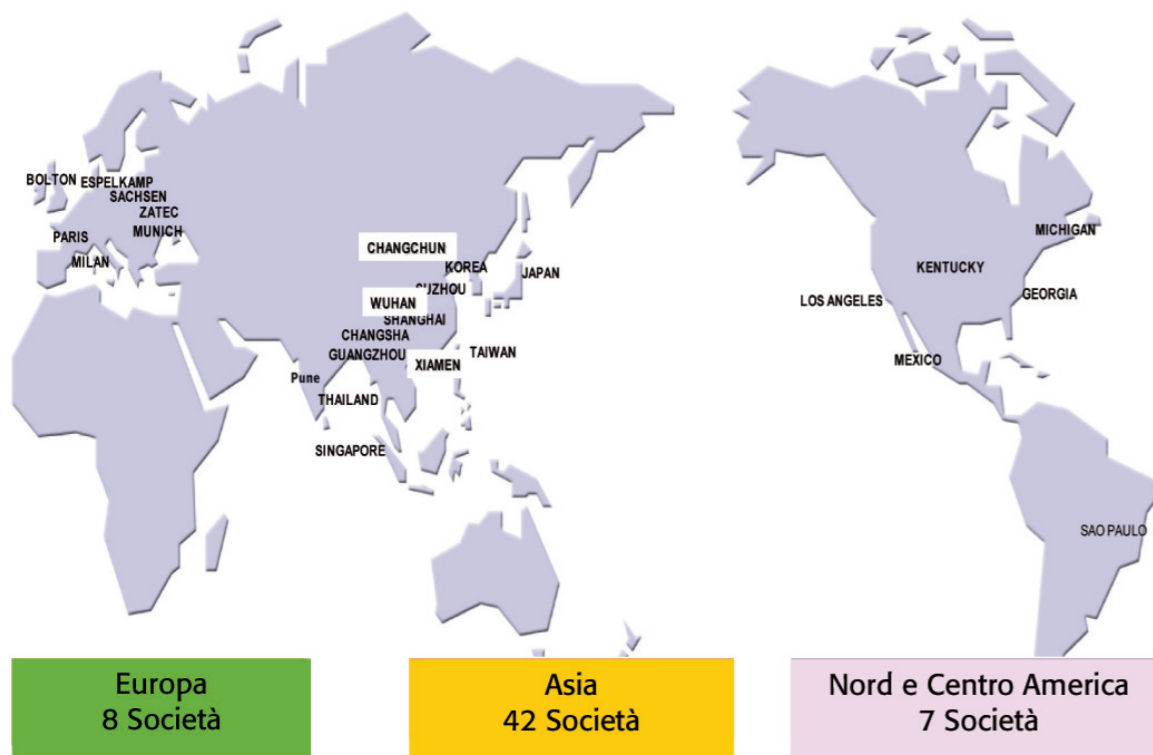 BOLTON
ESPELKAMP
SACHSEN
ZATEC
PARIS
MUNICH
MILAN
CHANGCHUN
KOREA
JAPAN
SUZHOU
WUHAN
SHANGHAI
CHANGSHA
GUANGZHOU
TAIWAN
XIAMEN
Pune
THAILAND
SINGAPORE
MICHIGAN
KENTUCKY
LOS ANGELES
GEORGIA
MEXICO
SAO PAULO
Europa
8 Società
Asia
42 Società
Nord e Centro America
7 Società